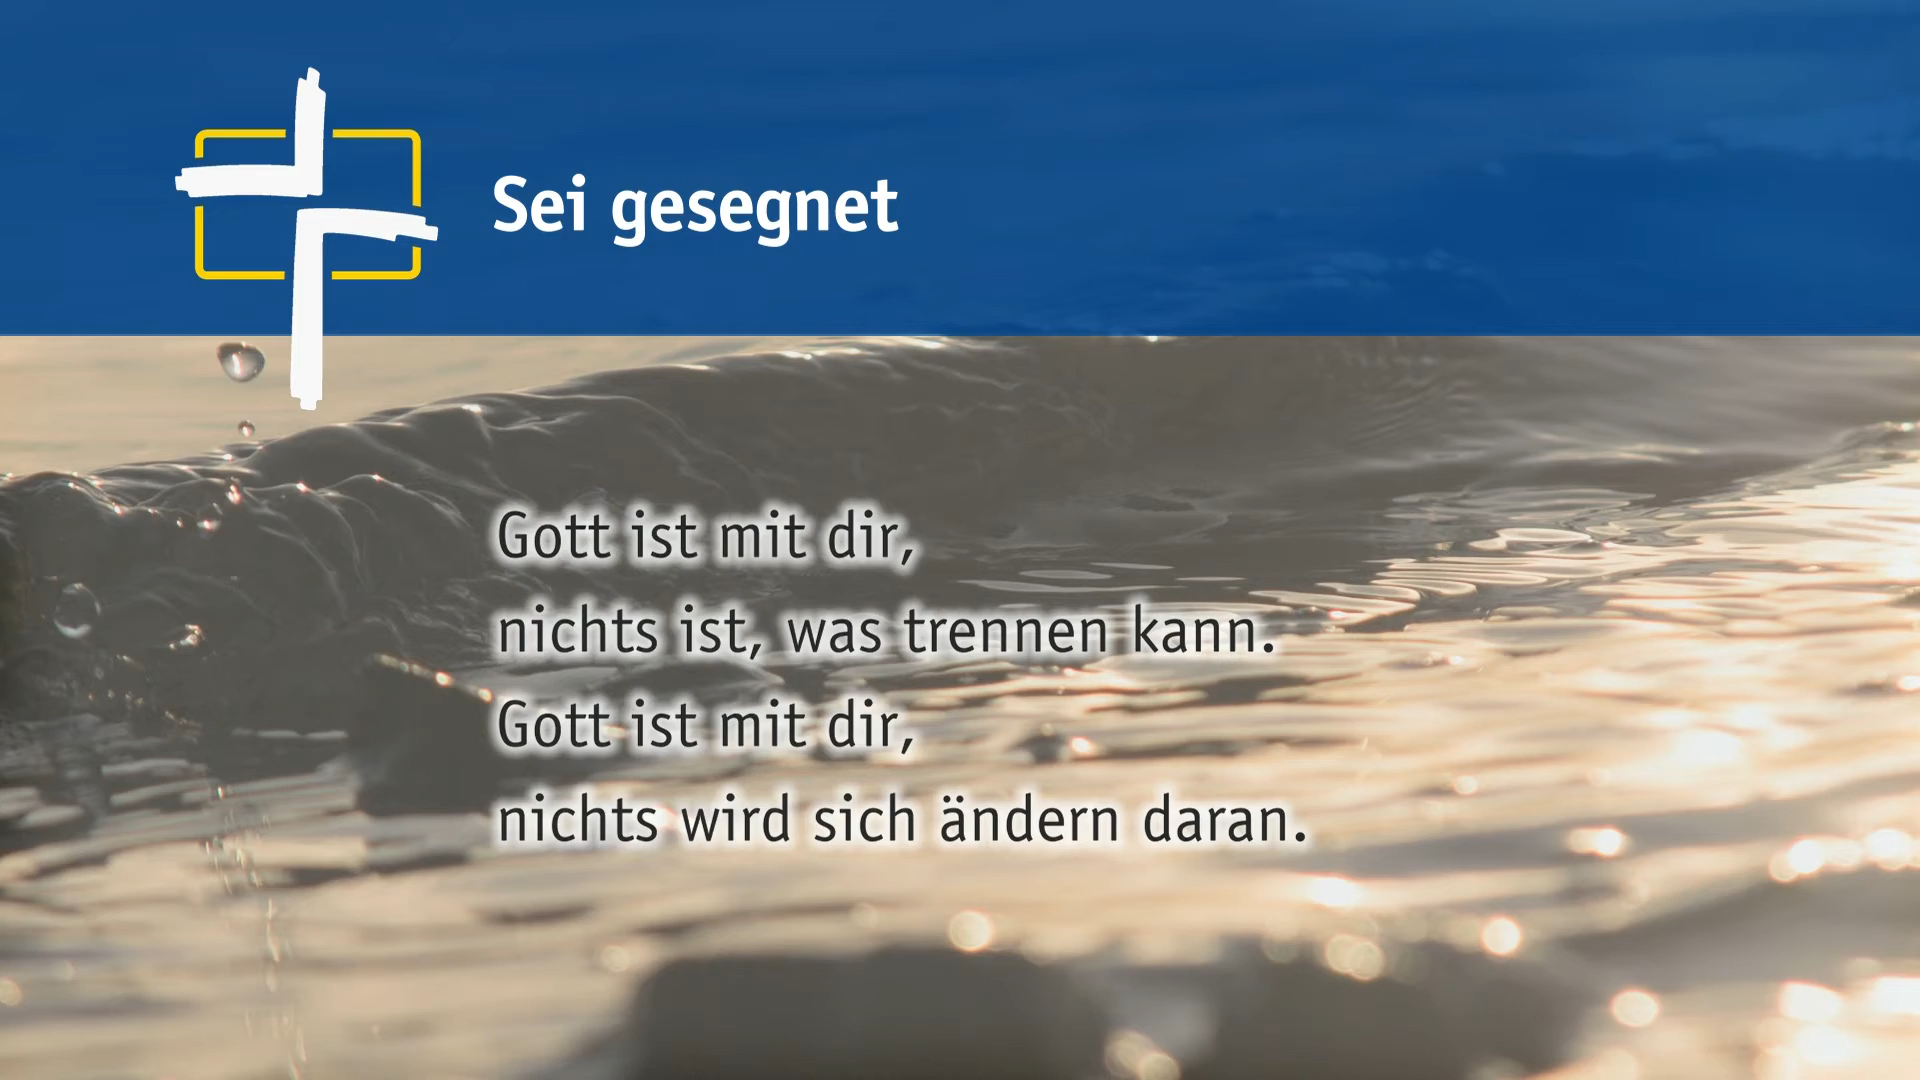 Sei gesegnet
Gott ist mit dir,
nichts ist, was trennen kann.
Gott ist mit dir,
nichts wird sich ändern daran.